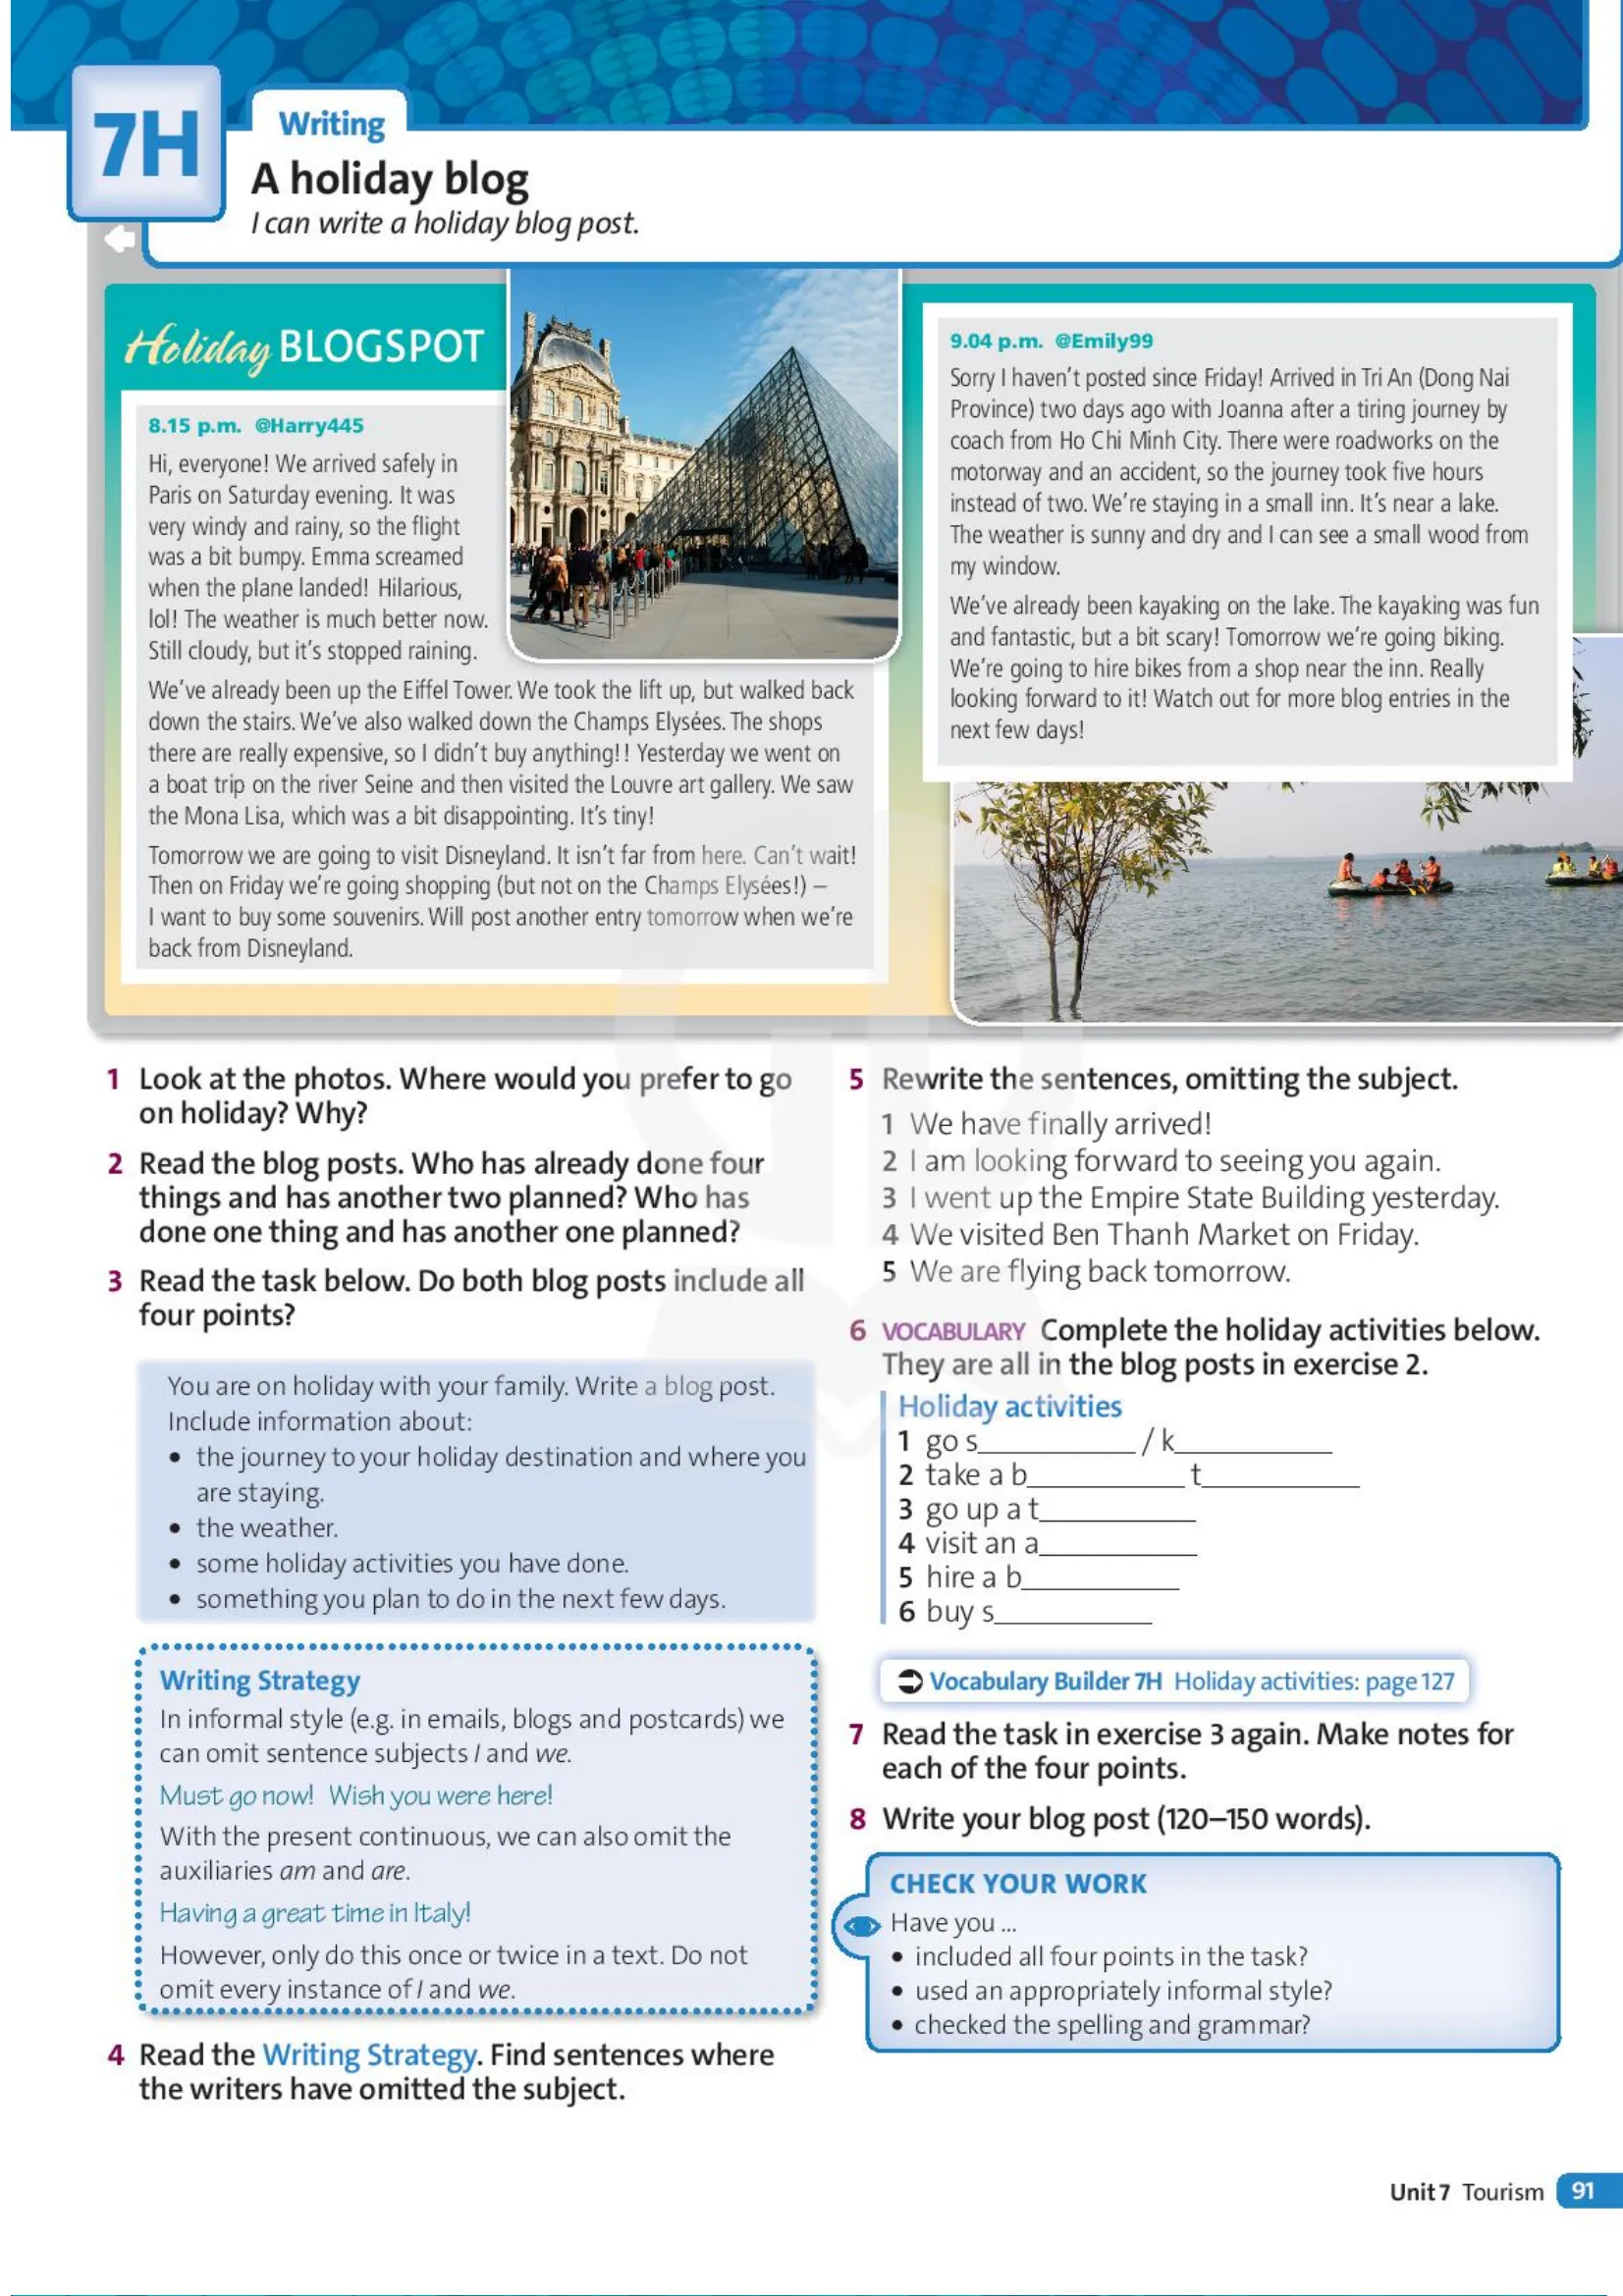 7H
Writing
A holiday blog
I can write a holiday blog post.
Holiday BLOGSPOT
8.15 p.m. @Harry445
Hi, everyone! We arrived safely in
Paris on Saturday evening. It was
very windy and rainy, so the flight
was a bit bumpy. Emma screamed
when the plane landed! Hilarious,
lol! The weather is much better now.
Still cloudy, but it's stopped raining.
We've already been up the Eiffel Tower. We took the lift up, but walked back
down the stairs. We've also walked down the Champs Elysées. The shops
there are really expensive, so I didn't buy anything!! Yesterday we went on
a boat trip on the river Seine and then visited the Louvre art gallery. We saw
the Mona Lisa, which was a bit disappointing. It's tiny!
Tomorrow we are going to visit Disneyland. It isn't far from here. Can't wait!
Then on Friday we're going shopping (but not on the Champs Elysées!) –
I want to buy some souvenirs. Will post another entry tomorrow when we're
back from Disneyland.
9.04 p.m. @Emily99
Sorry I haven't posted since Friday! Arrived in Tri An (Dong Nai
Province) two days ago with Joanna after a tiring journey by
coach from Ho Chi Minh City. There were roadworks on the
motorway and an accident, so the journey took five hours
instead of two. We're staying in a small inn. It's near a lake.
The weather is sunny and dry and I can see a small wood from
my window.
We've already been kayaking on the lake. The kayaking was fun
and fantastic, but a bit scary! Tomorrow we're going biking.
We're going to hire bikes from a shop near the inn. Really
looking forward to it! Watch out for more blog entries in the
next few days!
1 Look at the photos. Where would you prefer to go
on holiday? Why?
2 Read the blog posts. Who has already done four
things and has another two planned? Who has
done one thing and has another one planned?
3 Read the task below. Do both blog posts include all
four points?
You are on holiday with your family. Write a blog post.
Include information about:
• the journey to your holiday destination and where you
are staying.
• the weather.
• some holiday activities you have done.
• something you plan to do in the next few days.
Writing Strategy
In informal style (e.g. in emails, blogs and postcards) we
can omit sentence subjects I and we.
Must go now! Wish you were here!
With the present continuous, we can also omit the
auxiliaries am and are.
Having a great time in Italy!
However, only do this once or twice in a text. Do not
omit every instance of I and we.
4 Read the Writing Strategy. Find sentences where
the writers have omitted the subject.
5 Rewrite the sentences, omitting the subject.
1 We have finally arrived!
2 I am looking forward to seeing you again.
3 I went up the Empire State Building yesterday.
4 We visited Ben Thanh Market on Friday.
5 We are flying back tomorrow.
6 VOCABULARY Complete the holiday activities below.
They are all in the blog posts in exercise 2.
Holiday activities
1 go s__________ / k__________
2 take a b__________ t__________
3 go up a t__________
4 visit an a__________
5 hire a b__________
6 buy s__________
Vocabulary Builder 7H Holiday activities: page 127
7 Read the task in exercise 3 again. Make notes for
each of the four points.
8 Write your blog post (120–150 words).
CHECK YOUR WORK
Have you ...
• included all four points in the task?
• used an appropriately informal style?
• checked the spelling and grammar?
Unit 7 Tourism 91